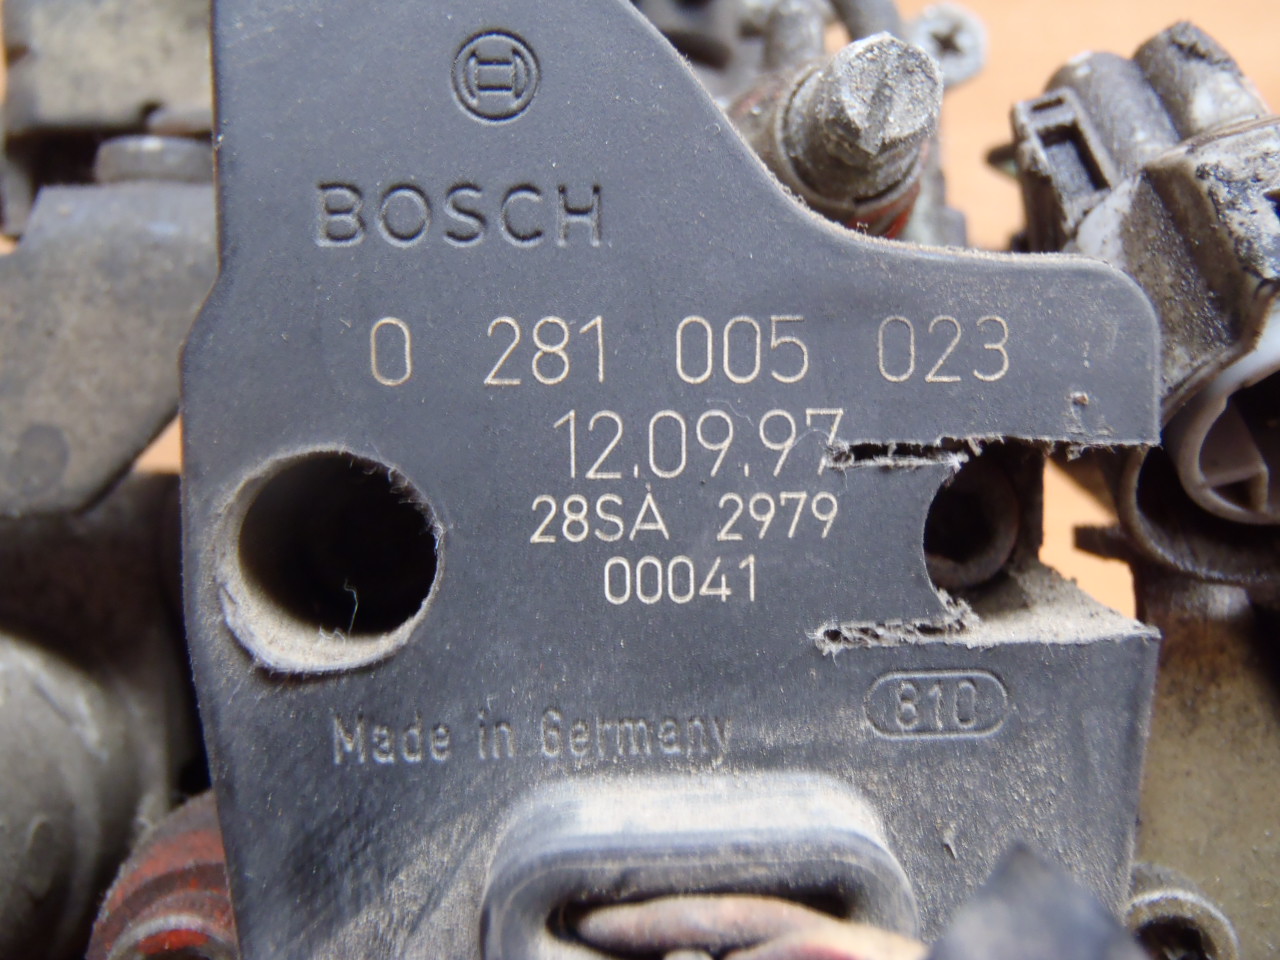 BOSCH
0 281 005 023
12.09.97
28SA 2979
00041
810
Made in Germany